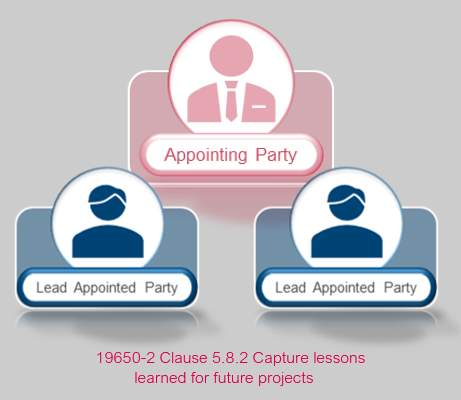 Appointing Party
Lead Appointed Party
Lead Appointed Party
19650-2 Clause 5.8.2 Capture lessons
learned for future projects